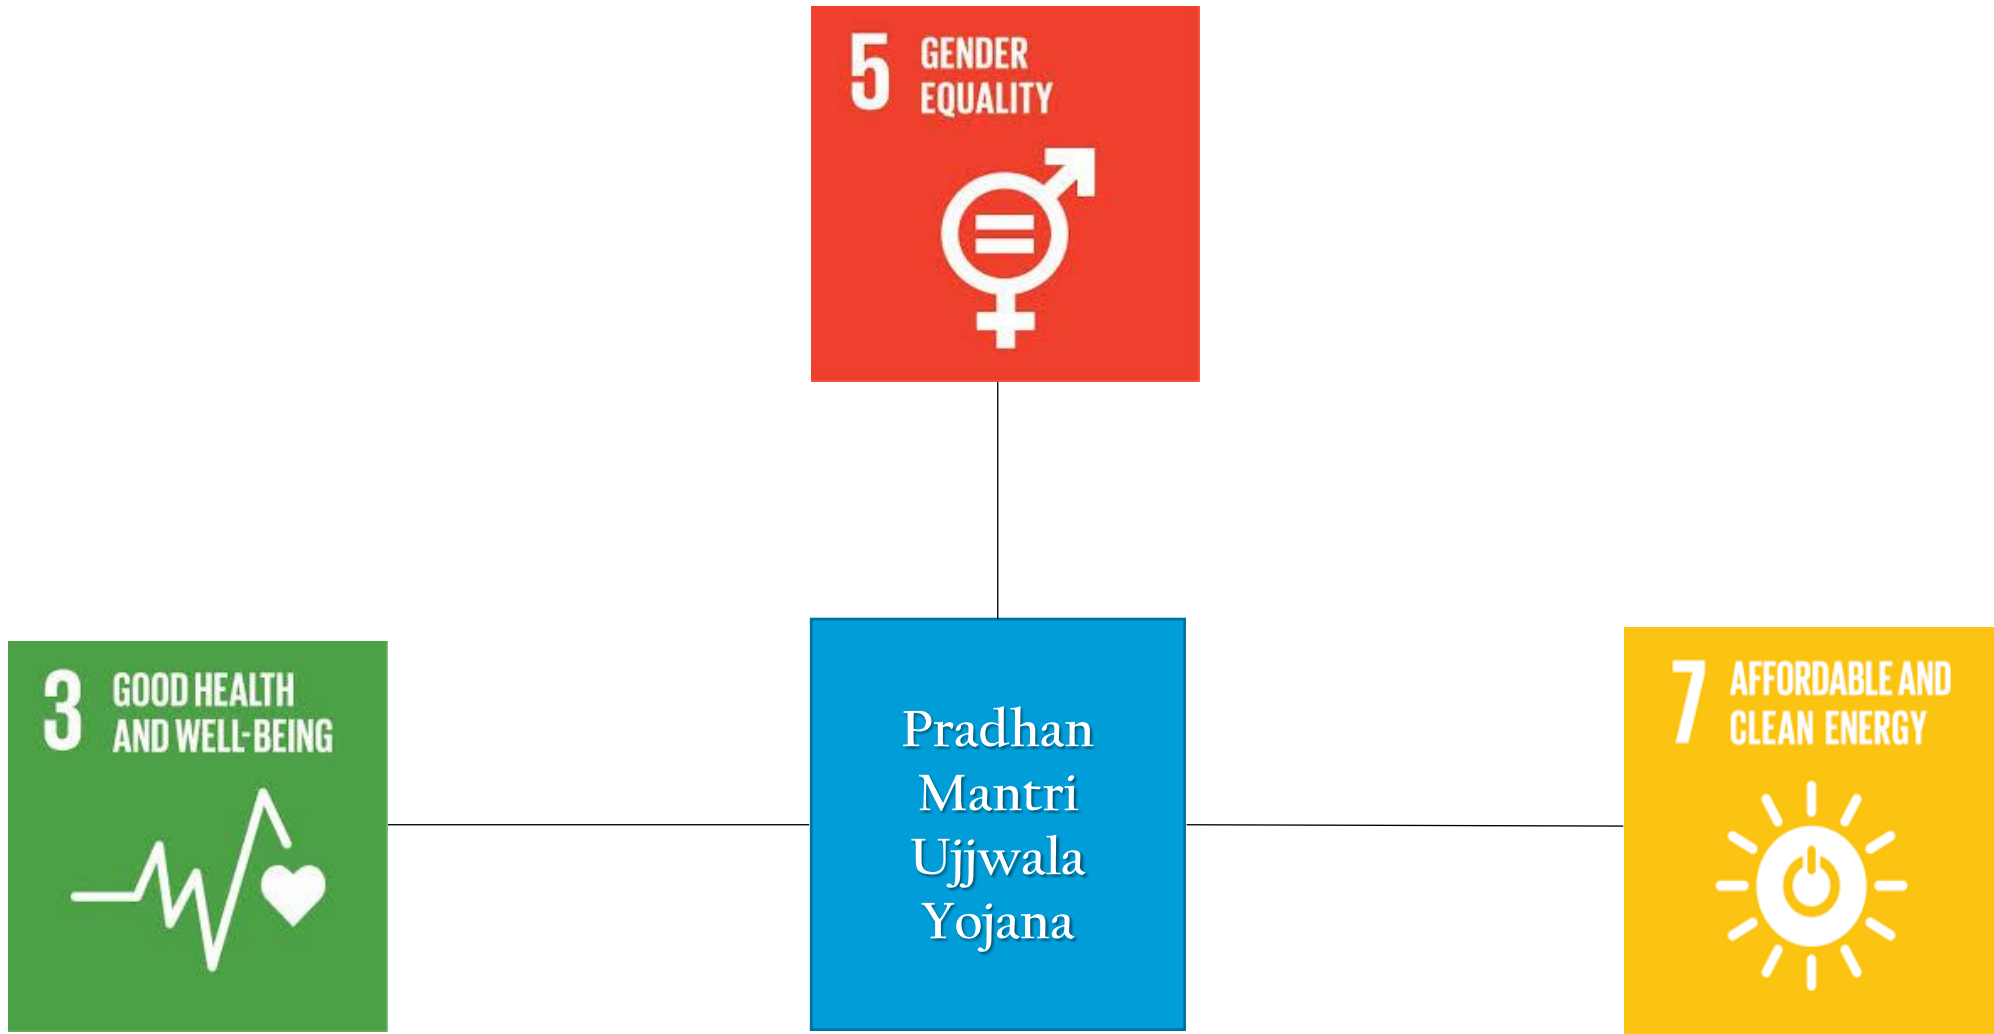 5
GENDER
EQUALITY
3
GOOD HEALTH
AND WELL-BEING
Pradhan
Mantri
Ujjwala
Yojana
7
AFFORDABLE AND
CLEAN ENERGY